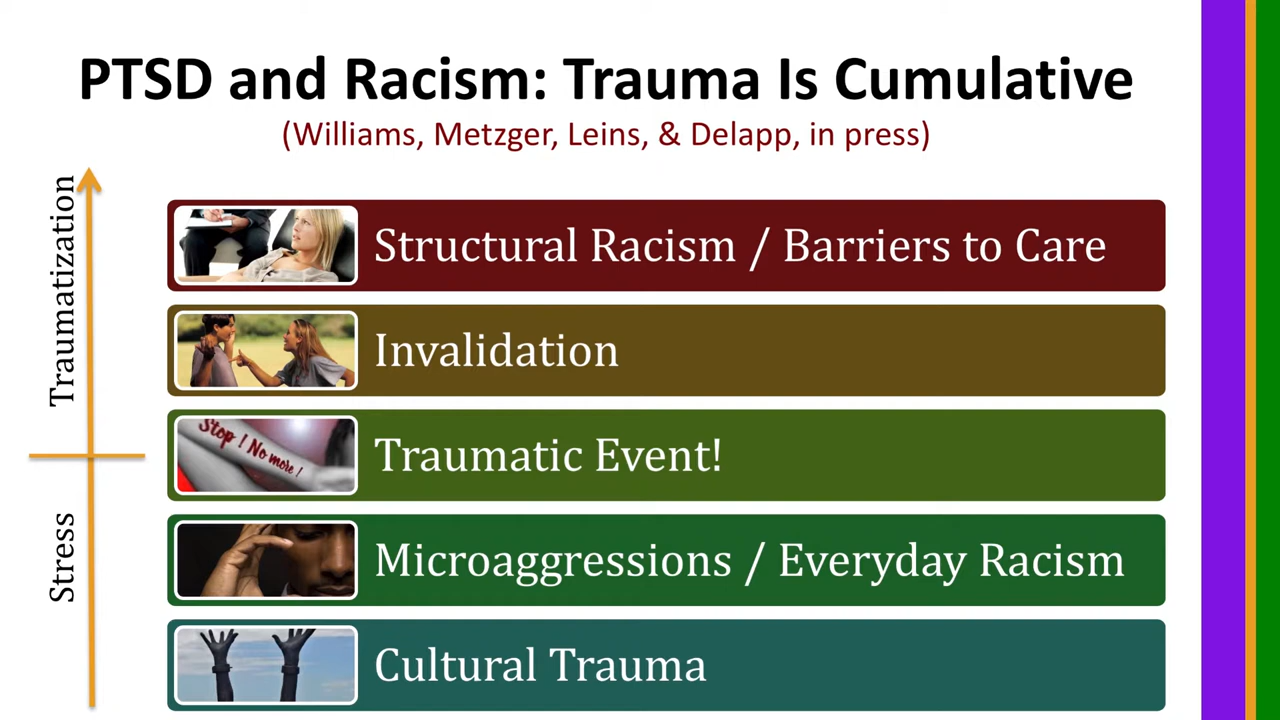 PTSD and Racism: Trauma Is Cumulative
(Williams, Metzger, Leins, & Delapp, in press)
Traumatization
Stress
Structural Racism / Barriers to Care
Invalidation
Stop ! No more !
Traumatic Event!
Microaggressions / Everyday Racism
Cultural Trauma